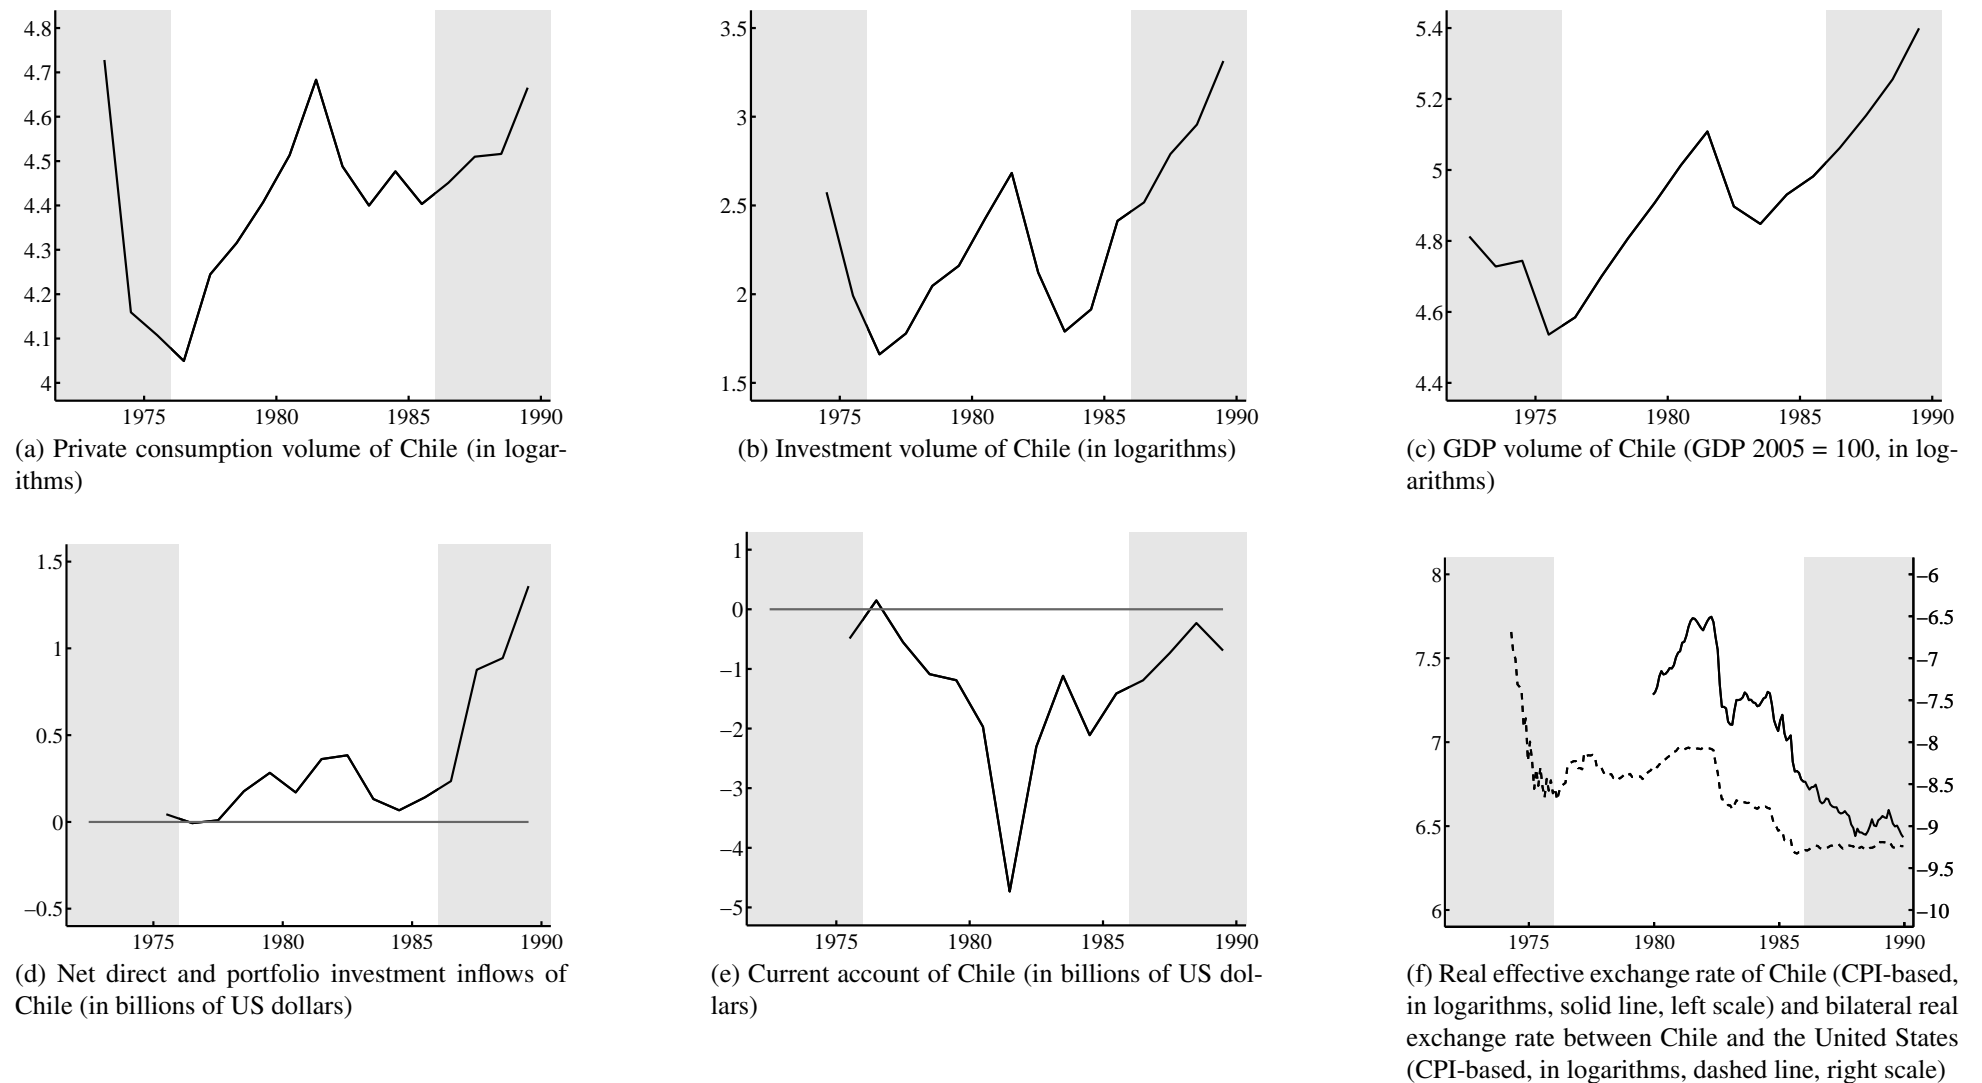 4.8
4.7
4.6
4.5
4.4
4.3
4.2
4.1
4
1975 1980 1985 1990
(a) Private consumption volume of Chile (in logar-
ithms)
3.5
3
2.5
2
1.5
1975 1980 1985 1990
(b) Investment volume of Chile (in logarithms)
5.4
5.2
5
4.8
4.6
4.4
1975 1980 1985 1990
(c) GDP volume of Chile (GDP 2005 = 100, in log-
arithms)
1.5
1
0.5
0
−0.5
1975 1980 1985 1990
(d) Net direct and portfolio investment inflows of
Chile (in billions of US dollars)
1
0
−1
−2
−3
−4
−5
1975 1980 1985 1990
(e) Current account of Chile (in billions of US dol-
lars)
8
7.5
7
6.5
6
−6
−6.5
−7
−7.5
−8
−8.5
−9
−9.5
−10
1975 1980 1985 1990
(f) Real effective exchange rate of Chile (CPI-based,
in logarithms, solid line, left scale) and bilateral real
exchange rate between Chile and the United States
(CPI-based, in logarithms, dashed line, right scale)